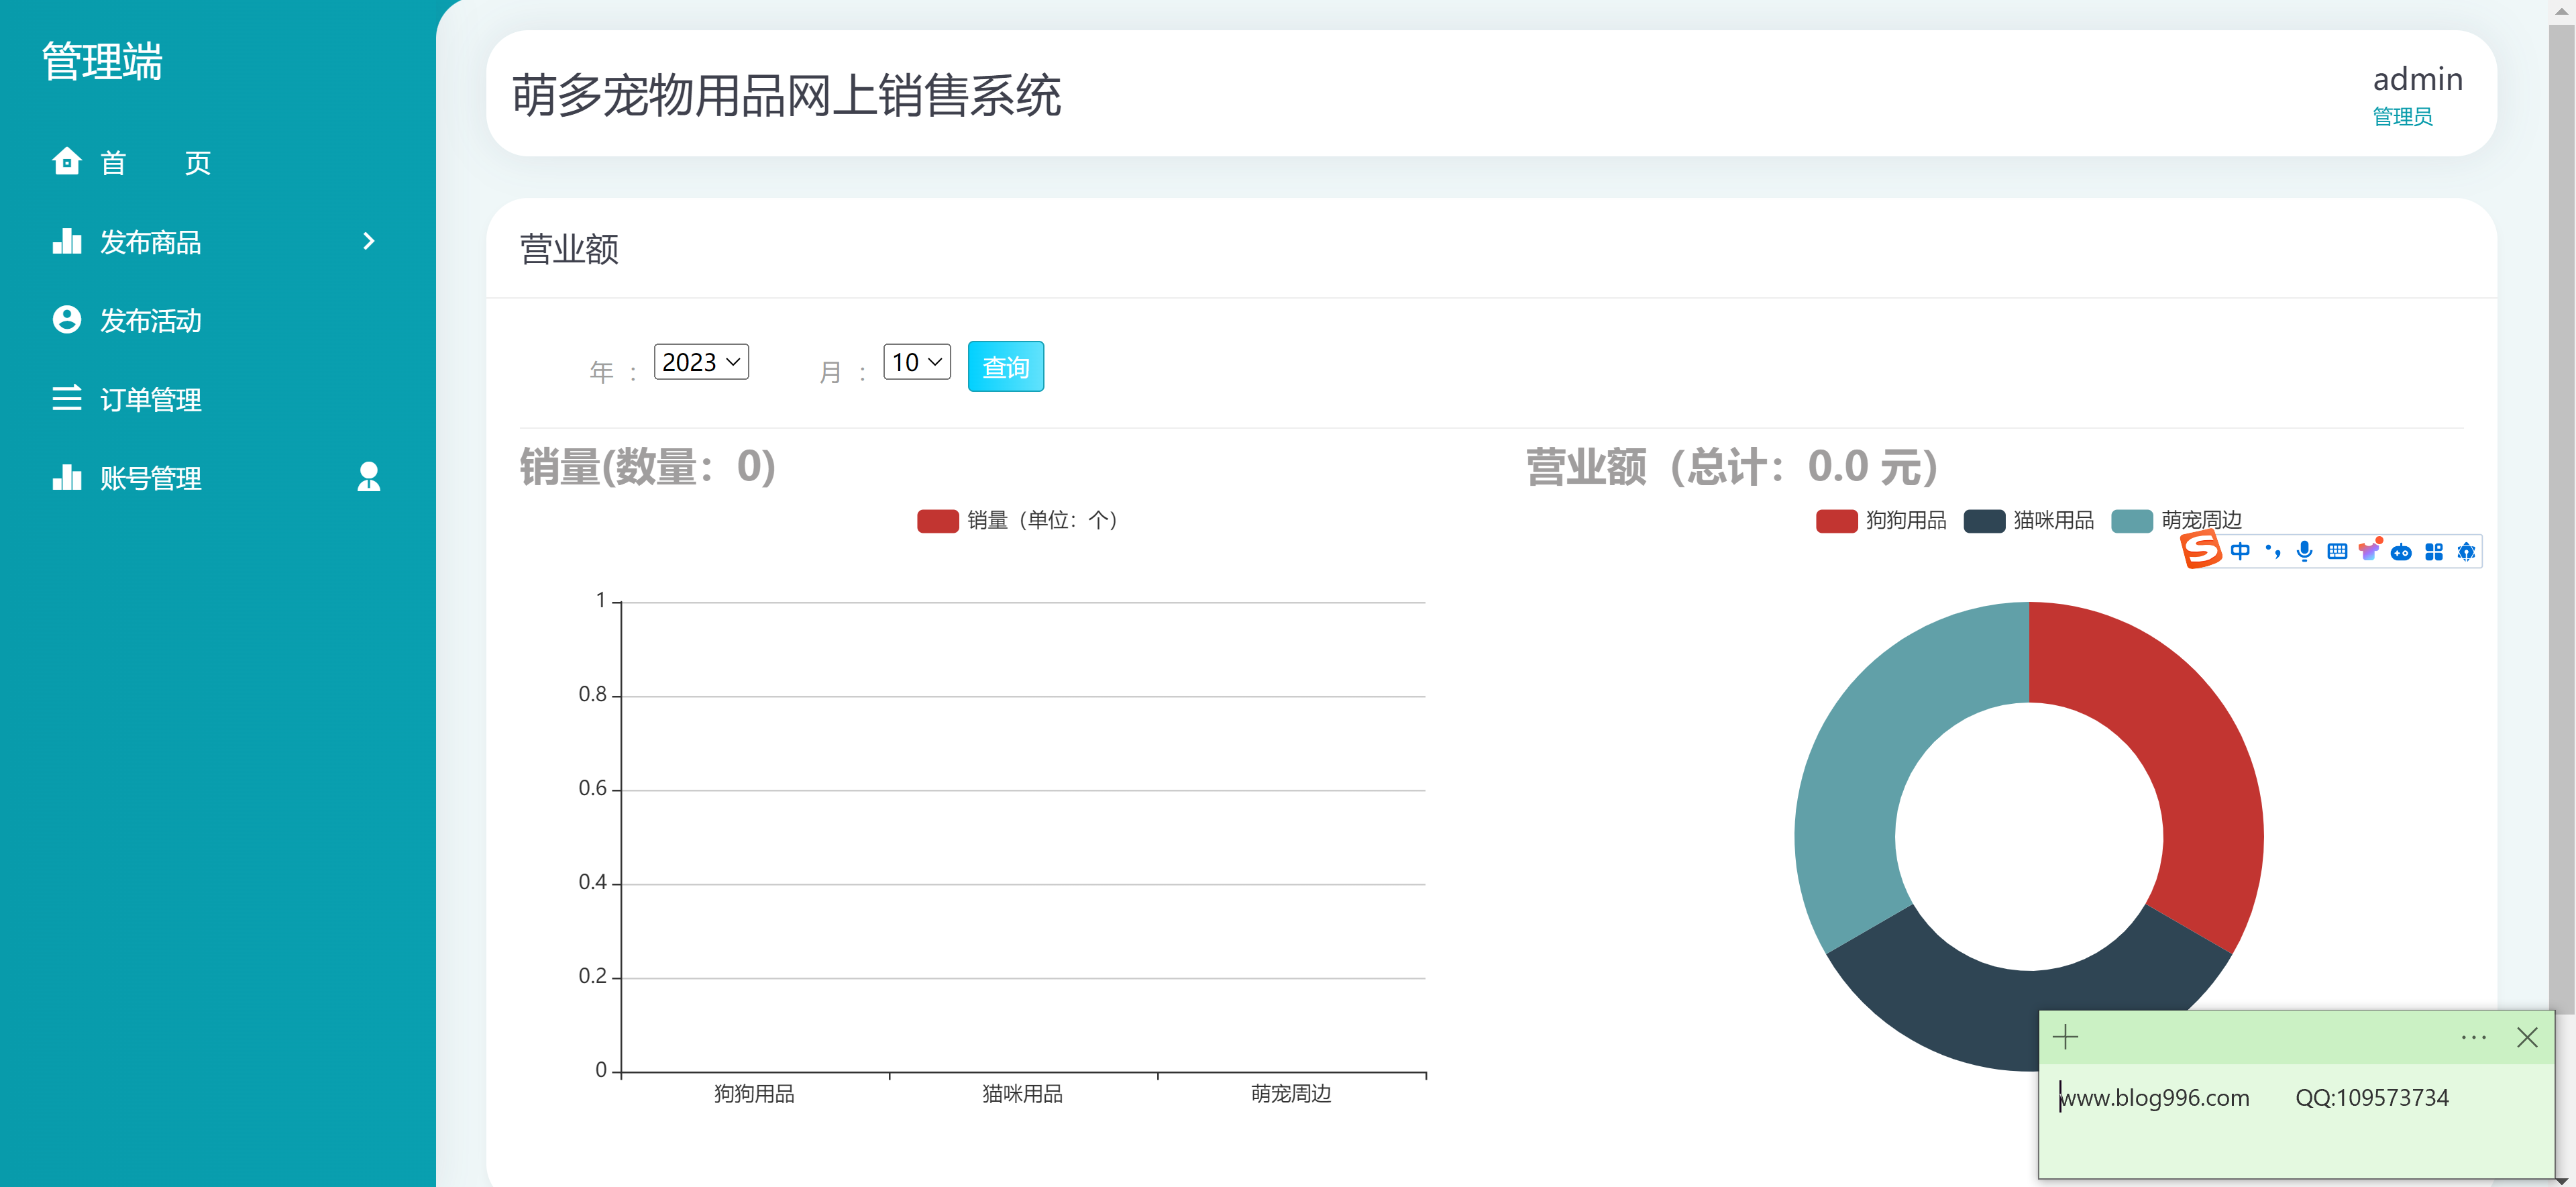 管理端
首 页
发布商品
发布活动
订单管理
账号管理
萌多宠物用品网上销售系统
admin
管理员
营业额
年 : 2023 月 : 10 查询
销量(数量：0)
销量（单位：个）
1
0.8
0.6
0.4
0.2
0
狗狗用品 猫咪用品 萌宠周边
营业额（总计：0.0 元)
狗狗用品 猫咪用品 萌宠周边
中
www.blog996.com QQ:109573734